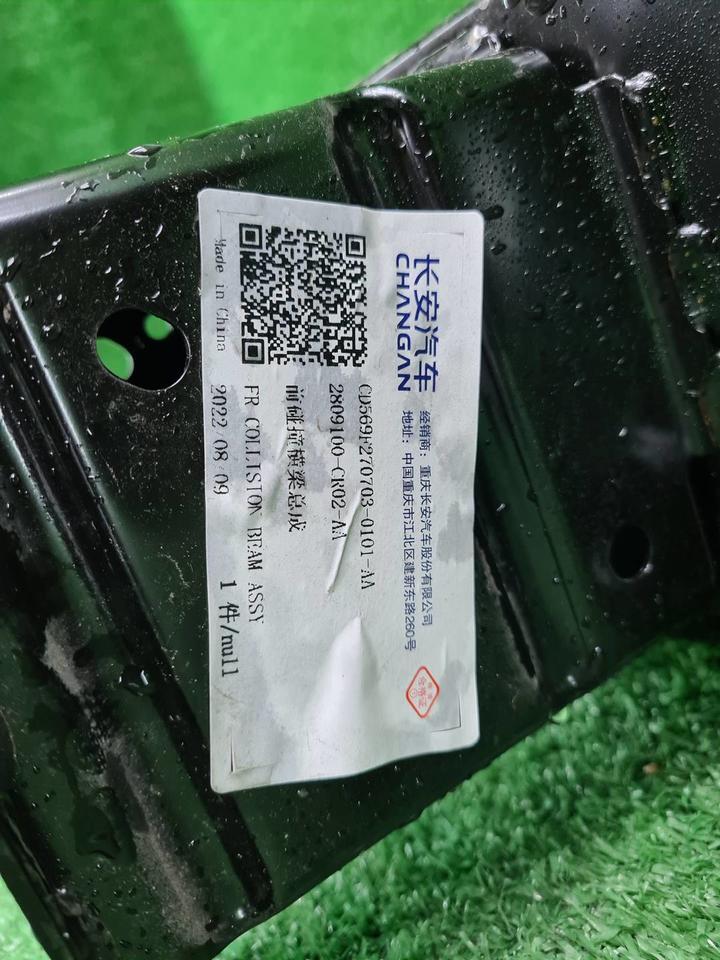 长安汽车
CHANGAN
经销商：重庆长安汽车股份有限公司
地址：中国重庆市江北区建新东路260号
CD569F270703-0101-AA
2809100-CR02-AA
前碰撞横梁总成
FR COLLISION BEAM ASSY
2022/08/09
1 件/null
Made in China
合格证